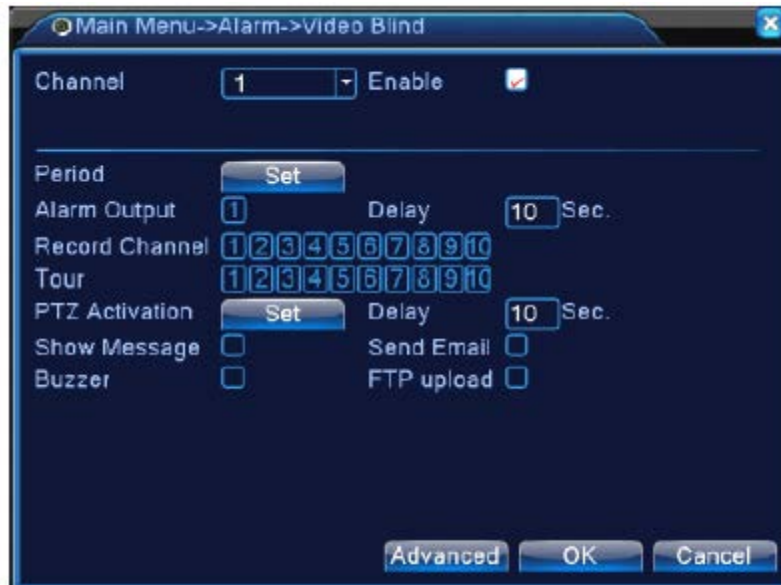 Main Menu->Alarm->Video Blind
Channel 1 Enable
Period Set
Alarm Output 1 Delay 10 Sec.
Record Channel 1 2 3 4 5 6 7 8 9 10
Tour 1 2 3 4 5 6 7 8 9 10
PTZ Activation Set Delay 10 Sec.
Show Message Send Email
Buzzer FTP upload
Advanced OK Cancel